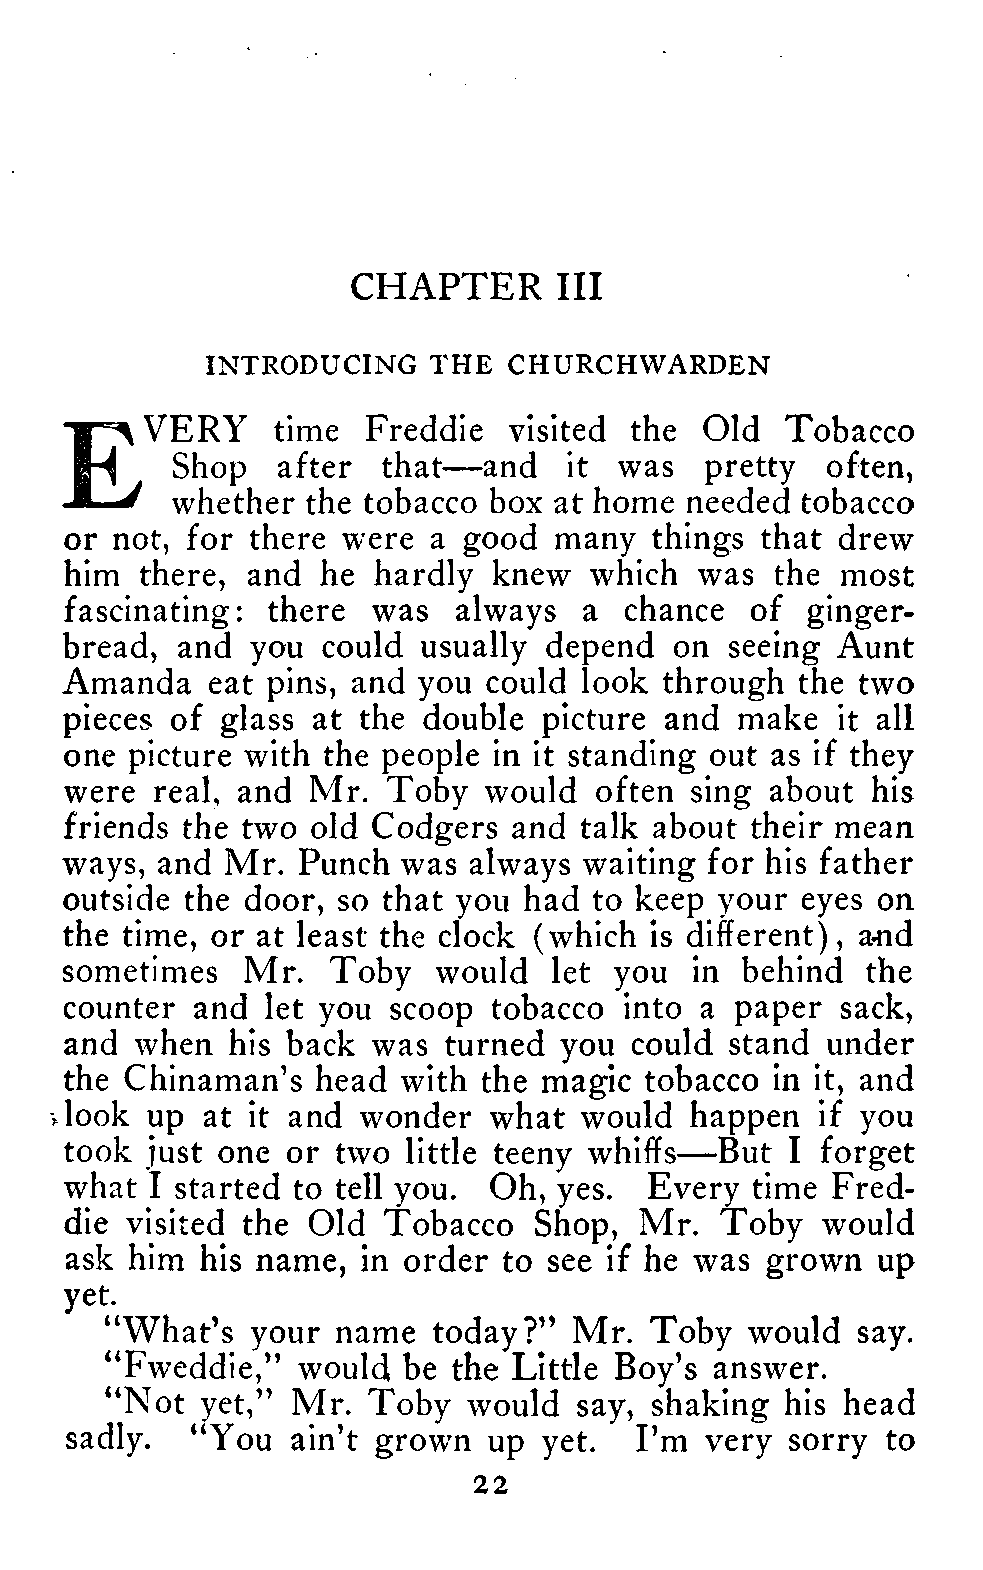 CHAPTER III
INTRODUCING THE CHURCHWARDEN
EVERY time Freddie visited the Old Tobacco
Shop after that—and it was pretty often,
whether the tobacco box at home needed tobacco
or not, for there were a good many things that drew
him there, and he hardly knew which was the most
fascinating: there was always a chance of ginger-
bread, and you could usually depend on seeing Aunt
Amanda eat pins, and you could look through the two
pieces of glass at the double picture and make it all
one picture with the people in it standing out as if they
were real, and Mr. Toby would often sing about his
friends the two old Codgers and talk about their mean
ways, and Mr. Punch was always waiting for his father
outside the door, so that you had to keep your eyes on
the time, or at least the clock (which is different), and
sometimes Mr. Toby would let you in behind the
counter and let you scoop tobacco into a paper sack,
and when his back was turned you could stand under
the Chinaman's head with the magic tobacco in it, and
look up at it and wonder what would happen if you
took just one or two little teeny whiffs—But I forget
what I started to tell you. Oh, yes. Every time Fred-
die visited the Old Tobacco Shop, Mr. Toby would
ask him his name, in order to see if he was grown up
yet.
"What's your name today?" Mr. Toby would say.
"Fweddie," would be the Little Boy's answer.
"Not yet," Mr. Toby would say, shaking his head
sadly. "You ain't grown up yet. I'm very sorry to
22